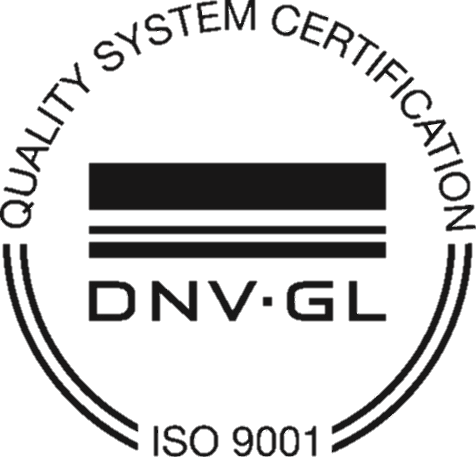 QUALITY SYSTEM CERTIFICATION
DNV·GL
ISO 9001